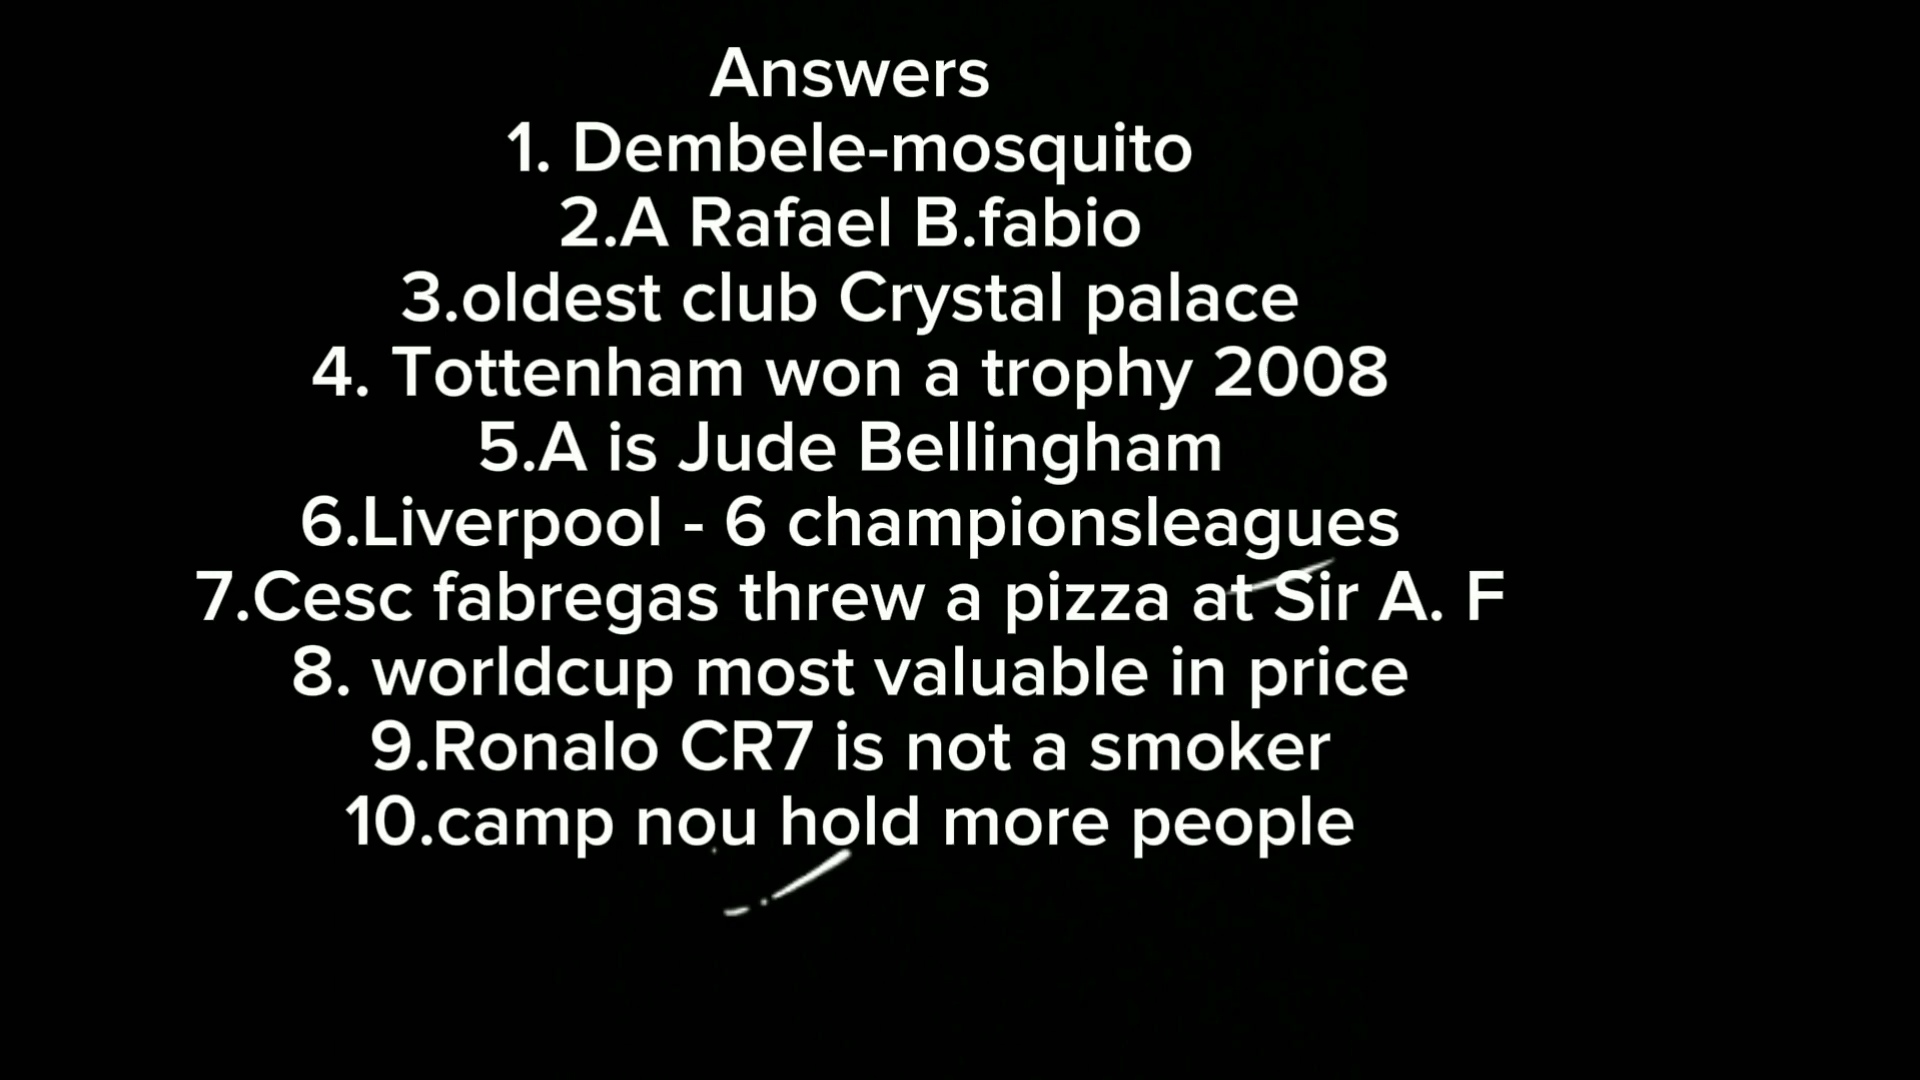 Answers
1. Dembele-mosquito
2.A Rafael B.fabio
3.oldest club Crystal palace
4. Tottenham won a trophy 2008
5.A is Jude Bellingham
6.Liverpool - 6 championsleagues
7.Cesc fabregas threw a pizza at Sir A. F
8. worldcup most valuable in price
9.Ronalo CR7 is not a smoker
10.camp nou hold more people